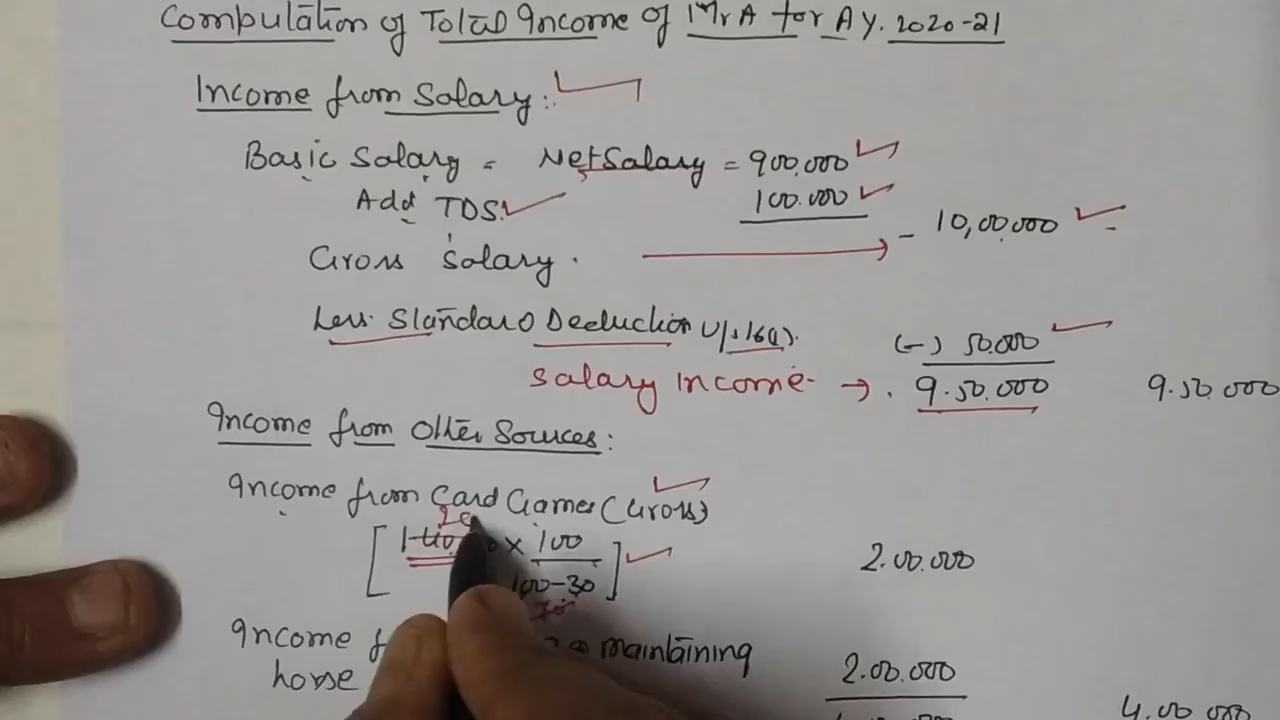 Computation of Total Income of Mr A for AY. 2020-21
Income from Salary:
Basic Salary = Net Salary = 900.000
Add TDS. 100.000 - 10,00.000
Gross Salary.
Less Standard Deduction U/s 16(1). (-) 50.000
Salary Income → 9.50.000 9.50.000
Income from Other Sources:
Income from Card Games (Gross)
[ 100 2.00.000
100-30 ]
Income maintaining
horse 2.00.000
4.00.000